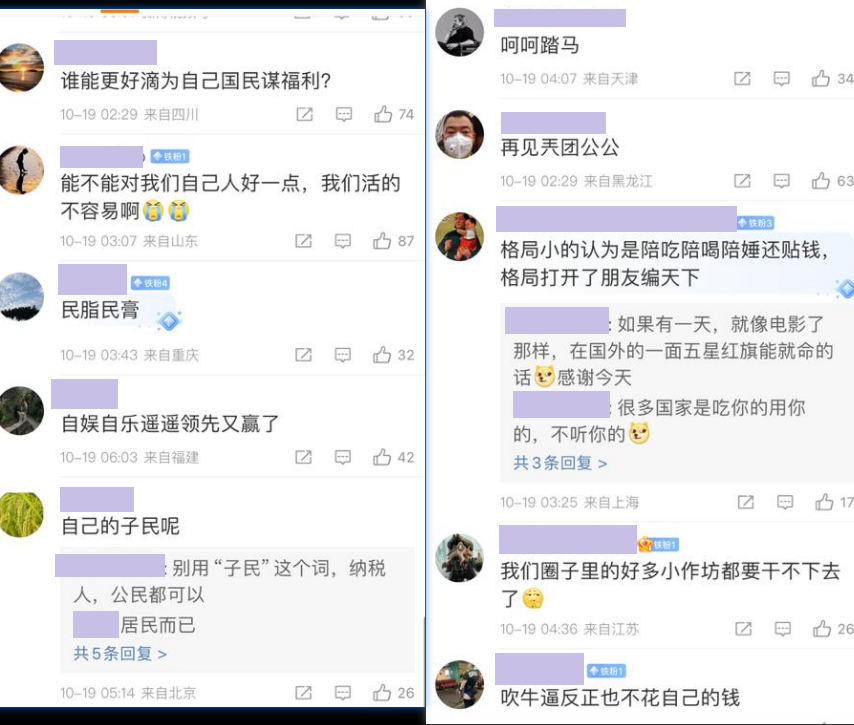 谁能更好滴为自己国民谋福利?
10-19 02:29 来自四川
74
铁粉1
能不能对我们自己人好一点，我们活的
不容易啊😭😭
10-19 03:07 来自山东
87
铁粉4
民脂民膏
10-19 03:43 来自重庆
32
自娱自乐遥遥领先又赢了
10-19 06:03 来自福建
42
自己的子民呢
: 别用“子民”这个词，纳税
人，公民都可以
居民而已
共5条回复 >
10-19 05:14 来自北京
26
呵呵踏马
10-19 04:07 来自天津
34
再见兲团公公
10-19 02:29 来自黑龙江
63
铁粉3
格局小的认为是陪吃陪喝陪睡还贴钱，
格局打开了朋友编天下
: 如果有一天，就像电影了
那样，在国外的一面五星红旗能就命的
话感谢今天
: 很多国家是吃你的用你
的，不听你的
共3条回复 >
10-19 03:25 来自上海
17
铁粉1
我们圈子里的好多小作坊都要干不下去
了🙄
10-19 04:36 来自江苏
26
铁粉1
吹牛逼反正也不花自己的钱